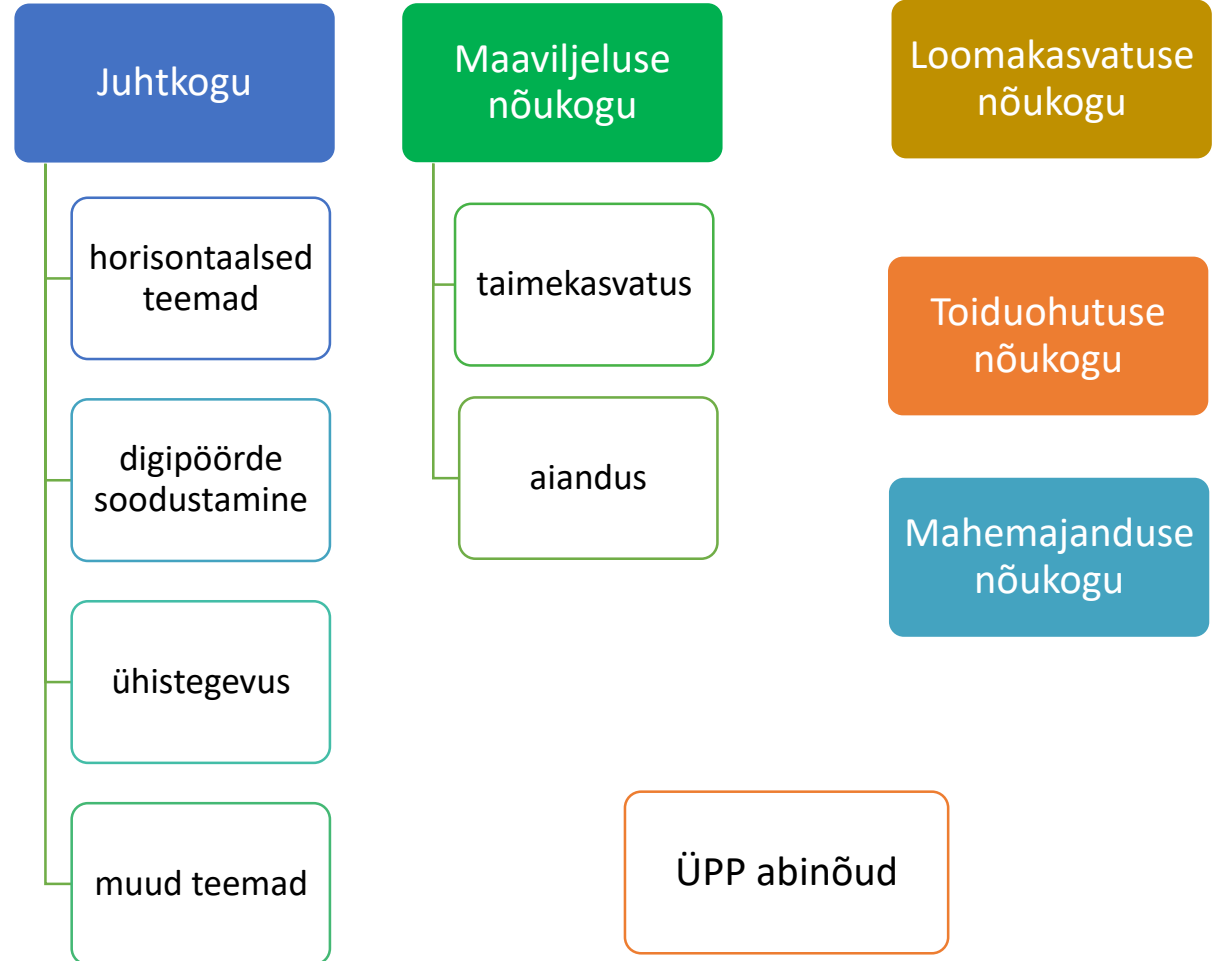 Juhtkogu
horisontaalsed
teemad
digipöörde
soodustamine
ühistegevus
muud teemad
Maaviljeluse
nõukogu
taimekasvatus
aiandus
Loomakasvatuse
nõukogu
Toiduohutuse
nõukogu
Mahemajanduse
nõukogu
ÜPP abinõud